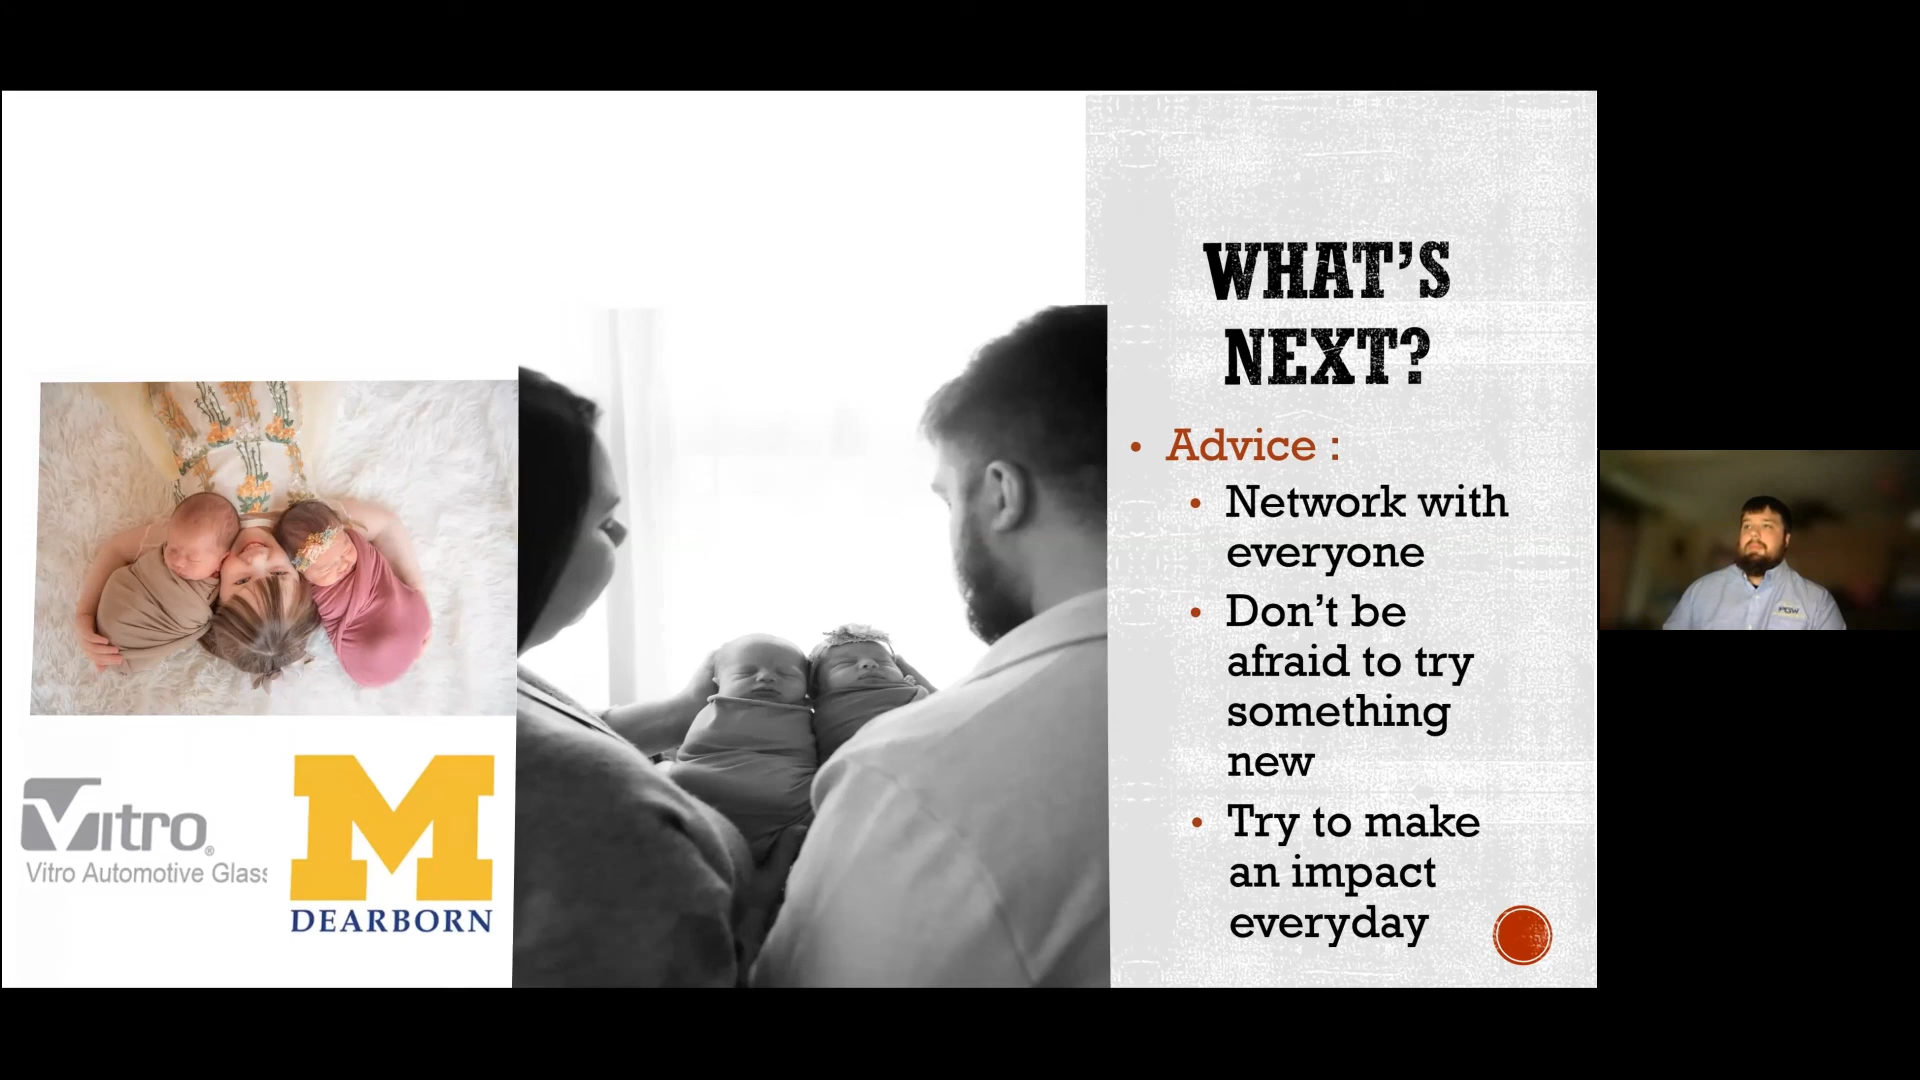 WHAT'S
NEXT?
• Advice :
• Network with
everyone
• Don't be
afraid to try
something
new
• Try to make
an impact
everyday
Vitro®
Vitro Automotive Glass
M
DEARBORN
PGW